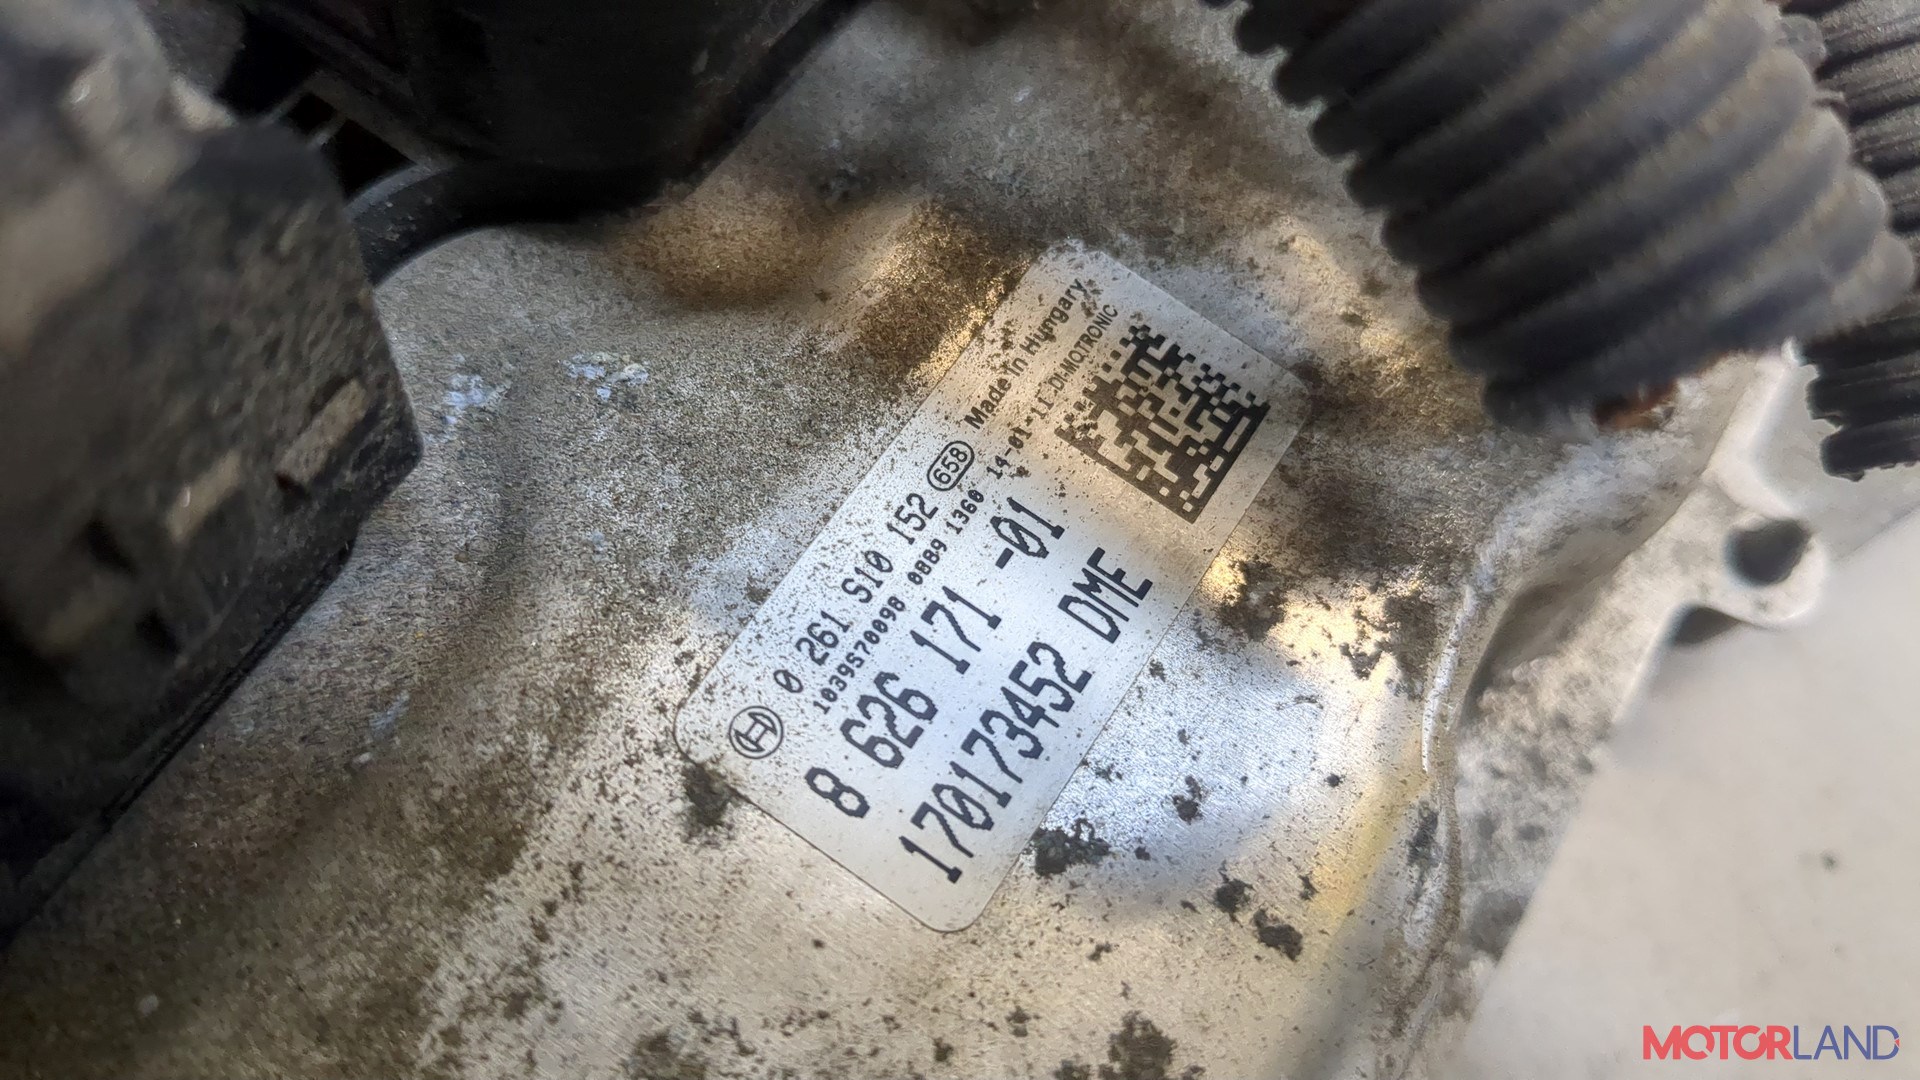 0 261 S10 152 658 Made in Hungary
1039S70098 0889 1360 14-01-11 DI-MOTRONIC
8 626 171 -01
170173452 DME
MOTORLAND